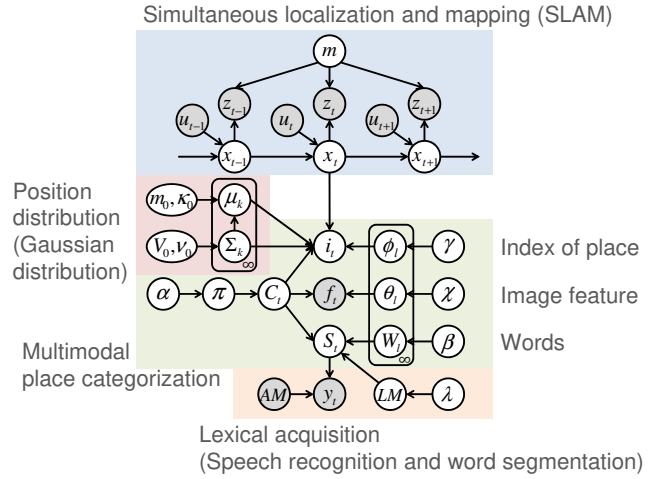 Simultaneous localization and mapping (SLAM)
m
z_{t-1} z_t z_{t+1}
u_{t-1} u_t u_{t+1}
x_{t-1} x_t x_{t+1}
Position
distribution
(Gaussian
distribution)
m_0, κ_0 μ_k
V_0, ν_0 Σ_k ∞
i_t ϕ_l γ Index of place
α π C_t f_t θ_l χ Image feature
S_t W_l ∞ β Words
Multimodal
place categorization
AM y_t LM λ
Lexical acquisition
(Speech recognition and word segmentation)